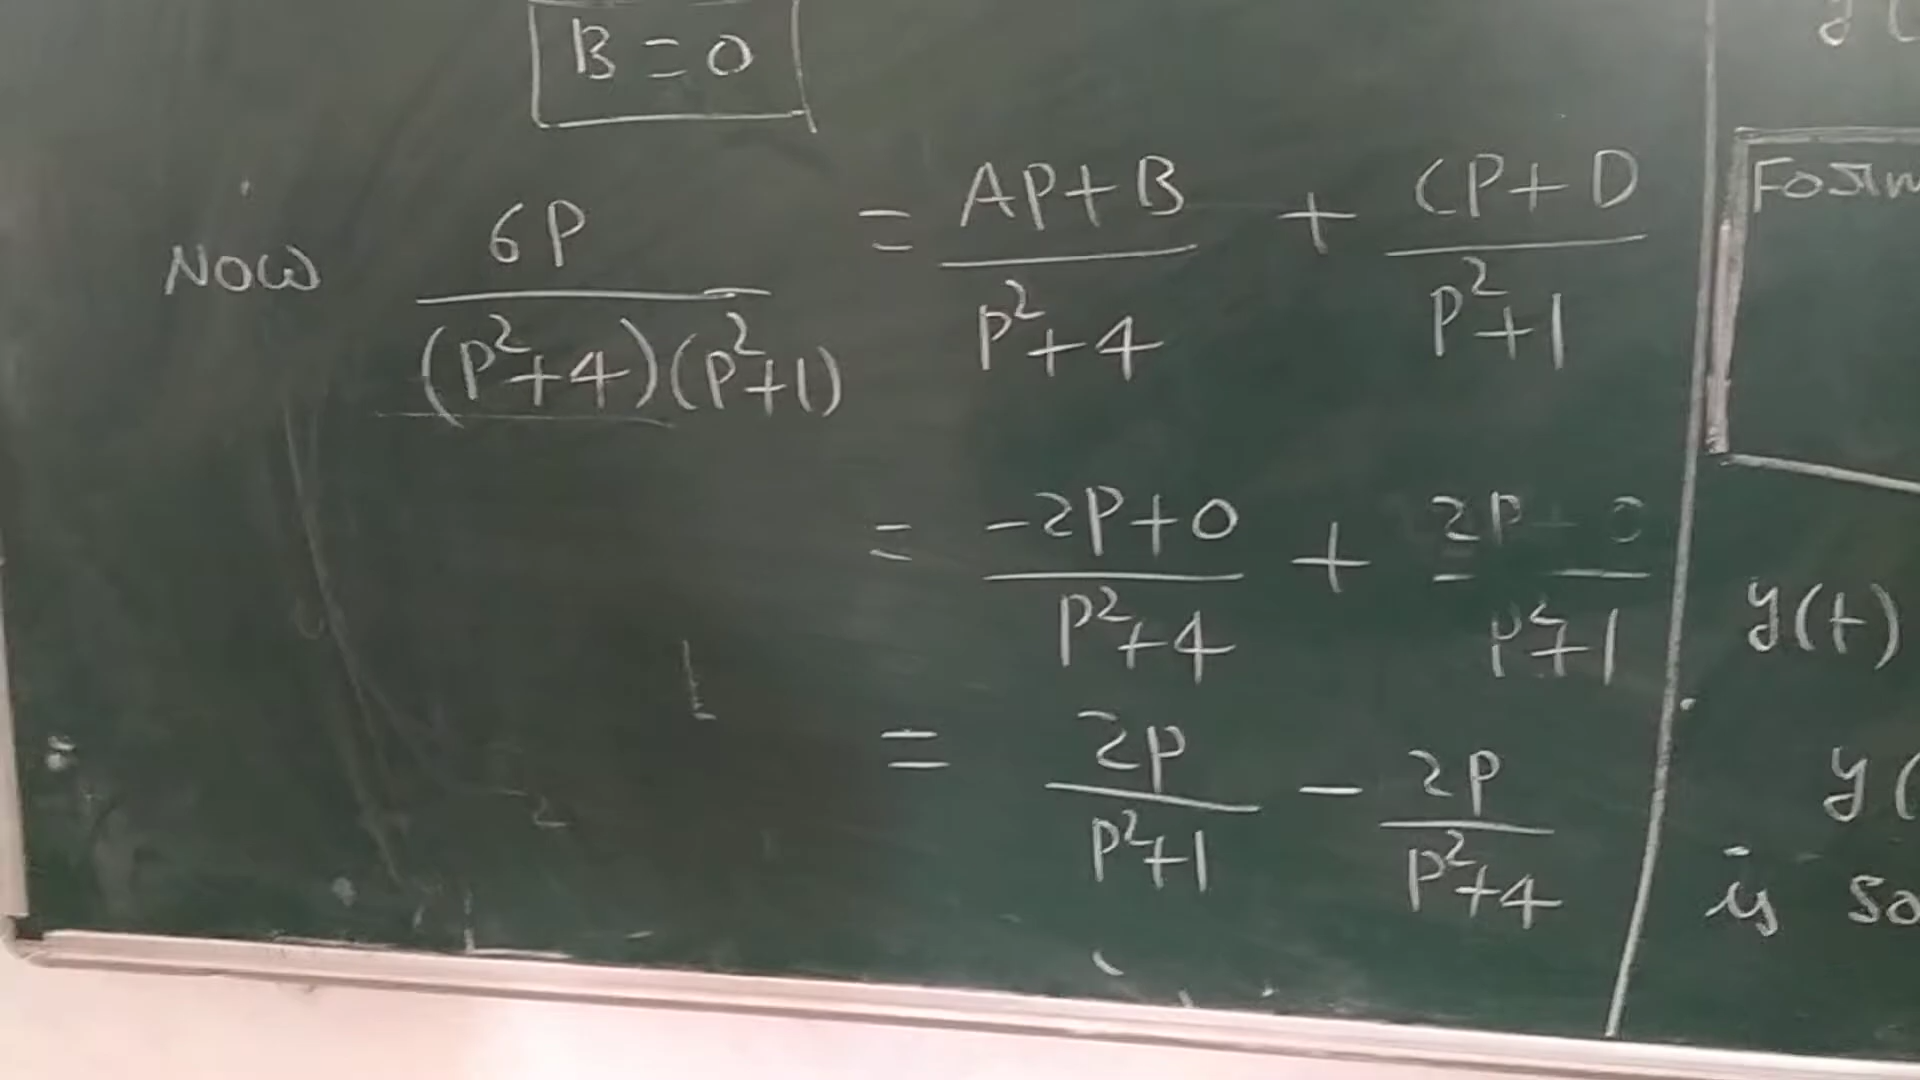 B = 0
Now 6P / (P²+4)(P²+1) = AP+B / P²+4 + CP+D / P²+1
= -2P+0 / P²+4 + 2P+0 / P²+1
= 2P / P²+1 - 2P / P²+4
y(
Form
y(t)
y(
is so